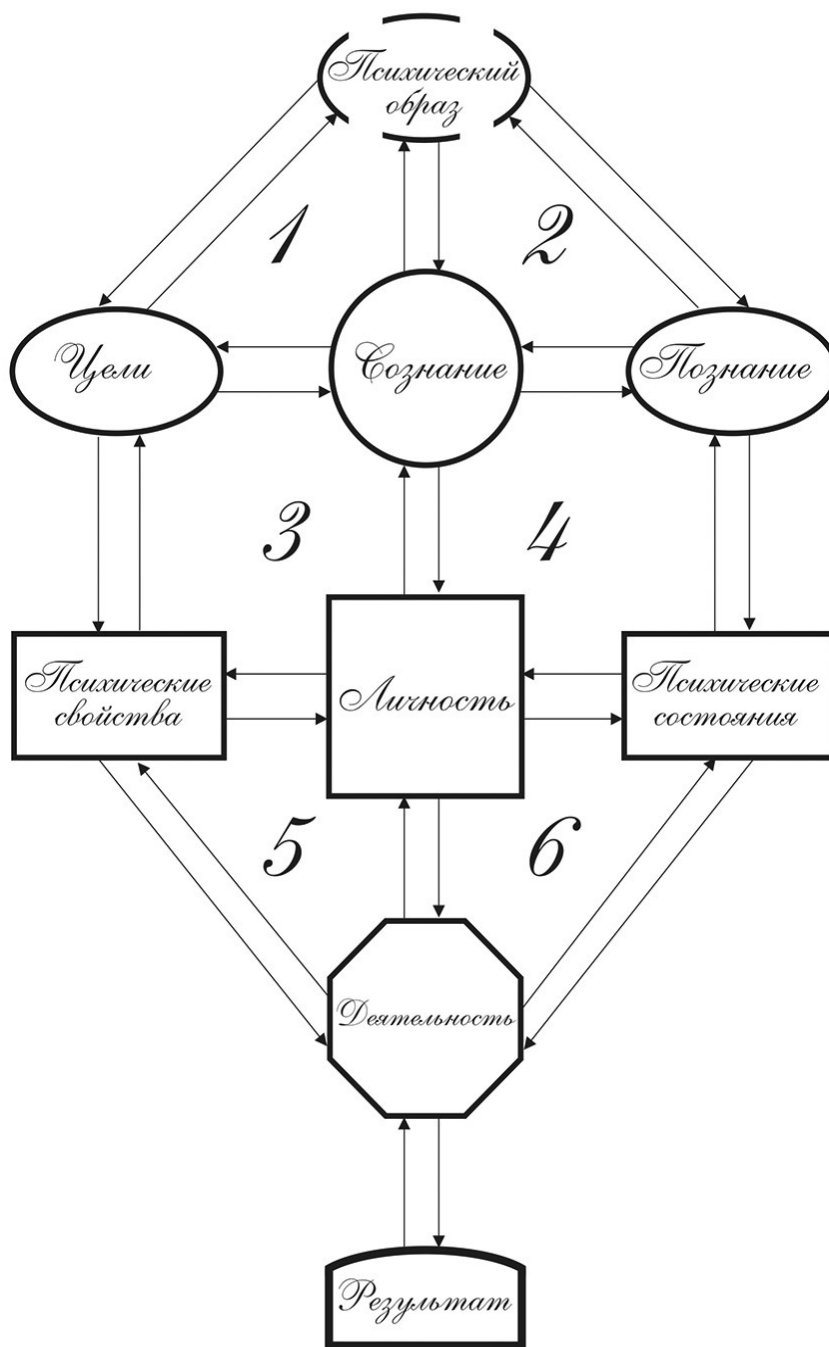 Психический
образ
1
2
Цели
Сознание
Познание
3
4
Психические
свойства
Личность
Психические
состояния
5
6
Деятельность
Результат